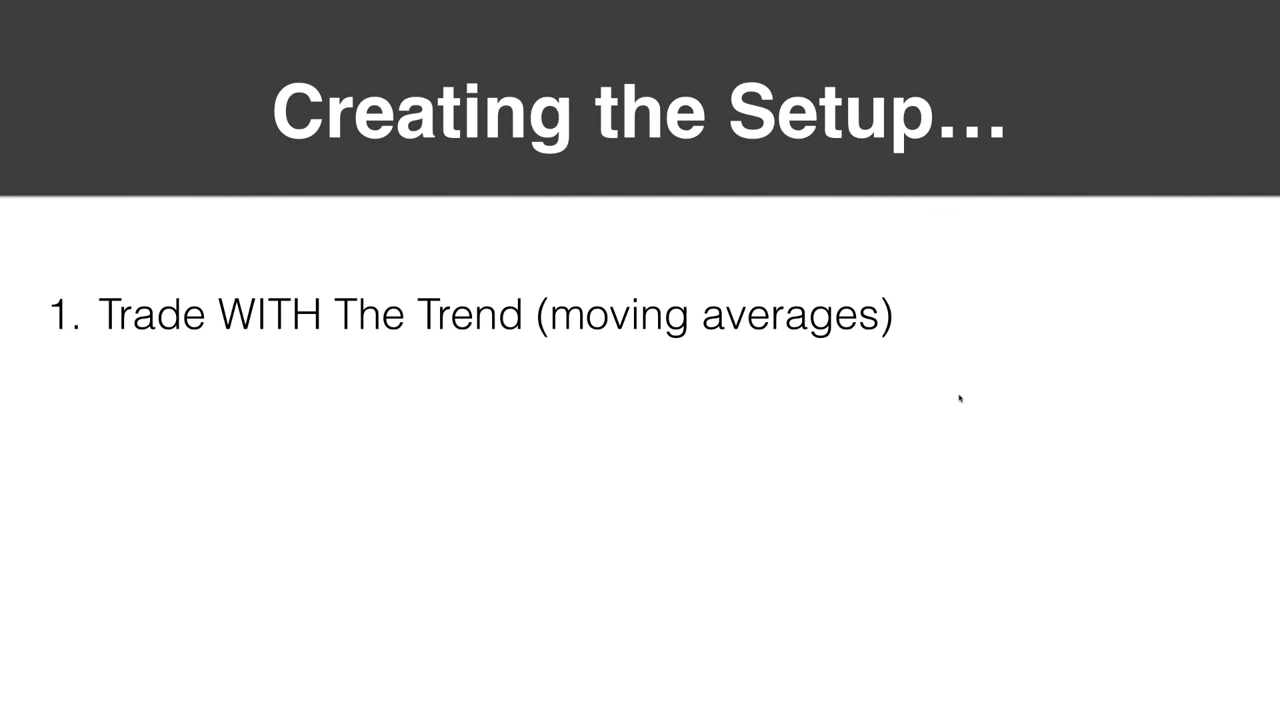 Creating the Setup…
1. Trade WITH The Trend (moving averages)